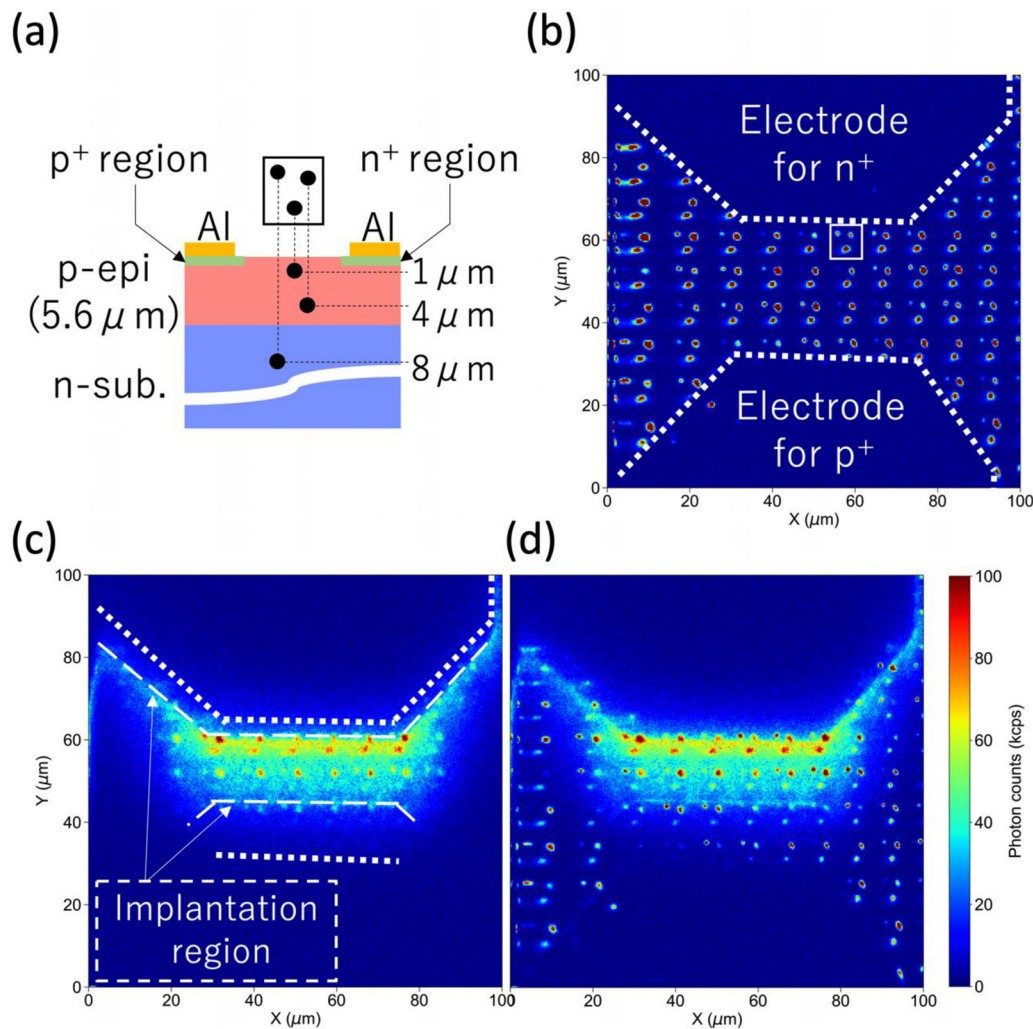 (a)
p+ region
n+ region
Al
Al
p-epi
(5.6 μm)
1 μm
4 μm
8 μm
n-sub.
(b)
100
80
60
40
20
0
Y (μm)
Electrode
for n+
Electrode
for p+
0 20 40 60 80 100
X (μm)
(c)
100
80
60
40
20
0
Y (μm)
Implantation
region
0 20 40 60 80 100
X (μm)
(d)
0 20 40 60 80 100
X (μm)
100
80
60
40
20
0
Photon counts (kcps)